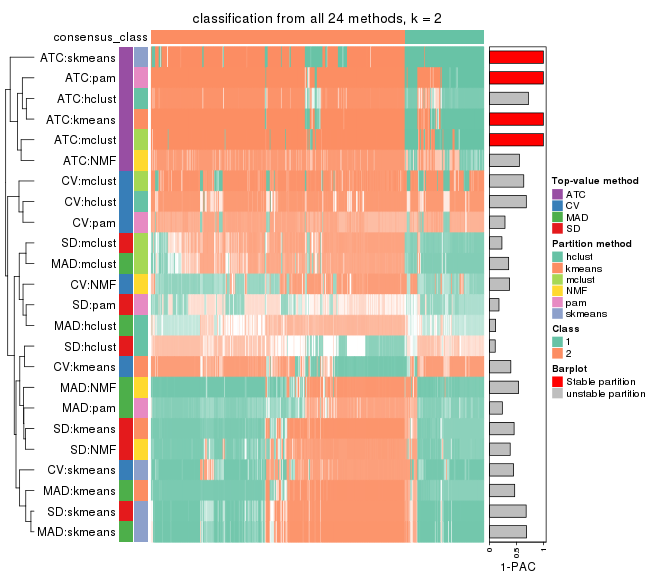 classification from all 24 methods, k = 2
consensus_class
ATC:skmeans
ATC:pam
ATC:hclust
ATC:kmeans
ATC:mclust
ATC:NMF
CV:mclust
CV:hclust
CV:pam
SD:mclust
MAD:mclust
CV:NMF
SD:pam
MAD:hclust
SD:hclust
CV:kmeans
MAD:NMF
MAD:pam
SD:kmeans
SD:NMF
CV:skmeans
MAD:kmeans
SD:skmeans
MAD:skmeans
0
0.5
1
1-PAC
Top-value method
ATC
CV
MAD
SD
Partition method
hclust
kmeans
mclust
NMF
pam
skmeans
Class
1
2
Barplot
Stable partition
unstable partition